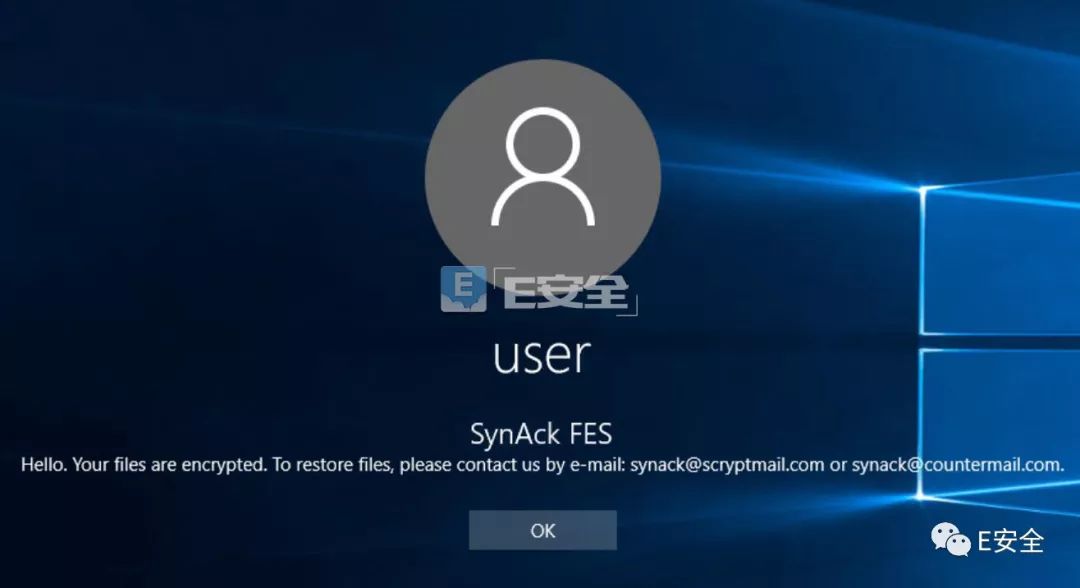 E E安全
user
SynAck FES
Hello. Your files are encrypted. To restore files, please contact us by e-mail: synack@scryptmail.com or synack@countermail.com.
OK
E安全